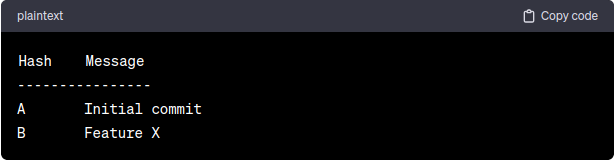 plaintext Copy code
Hash Message
----------------
A Initial commit
B Feature X